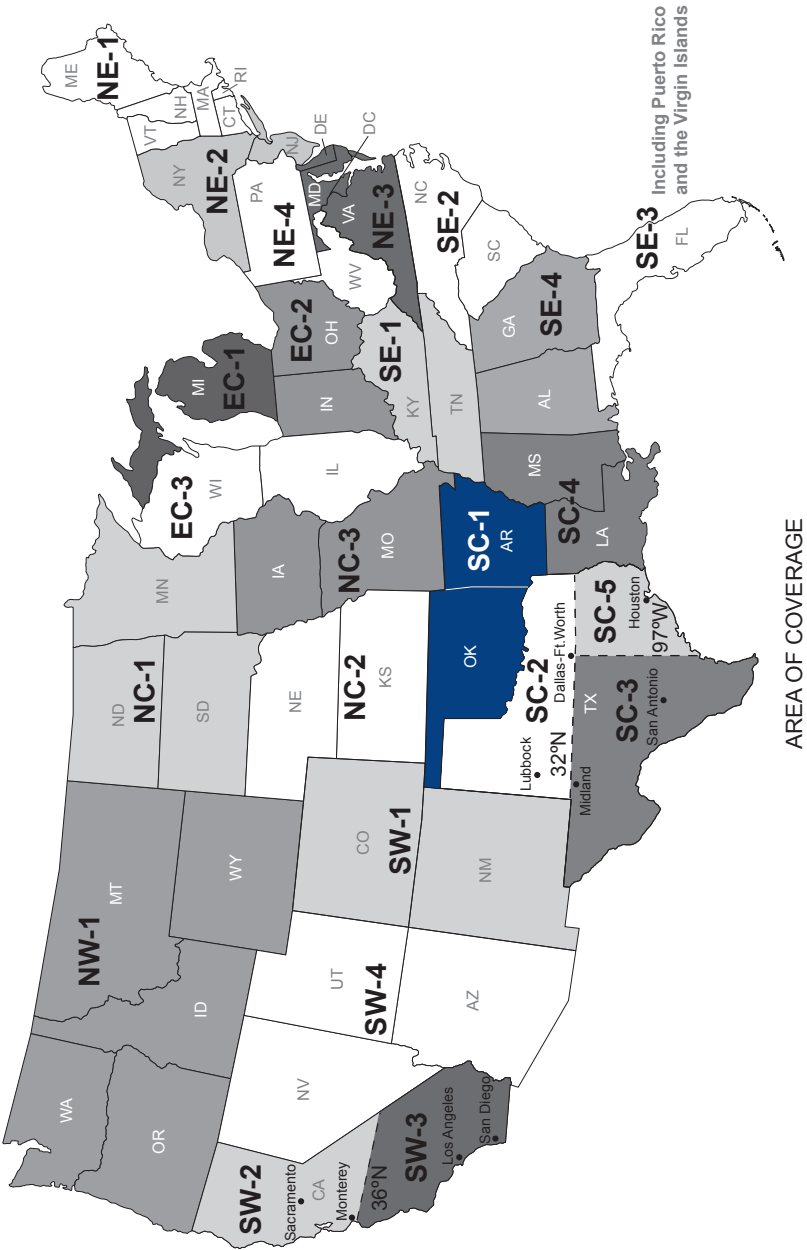 WA
OR
ID
MT
NW-1
WY
ND
NC-1
SD
MN
NE
NC-2
KS
IA
NC-3
MO
WI
EC-3
IL
MI
EC-1
IN
EC-2
OH
KY
SE-1
TN
ME
NE-1
VT
NH
MA
RI
CT
NY
NE-2
NJ
PA
NE-4
DE
MD
DC
WV
VA
NE-3
NC
SE-2
SC
GA
SE-4
AL
MS
SC-4
LA
SC-1
AR
OK
SC-2
Lubbock
Dallas-Ft.Worth
32ºN
Midland
TX
SC-3
San Antonio
SC-5
Houston
97ºW
CO
SW-1
NM
UT
SW-4
AZ
NV
SW-2
Sacramento
CA
Monterey
36ºN
SW-3
Los Angeles
San Diego
SE-3
FL
Including Puerto Rico
and the Virgin Islands
AREA OF COVERAGE